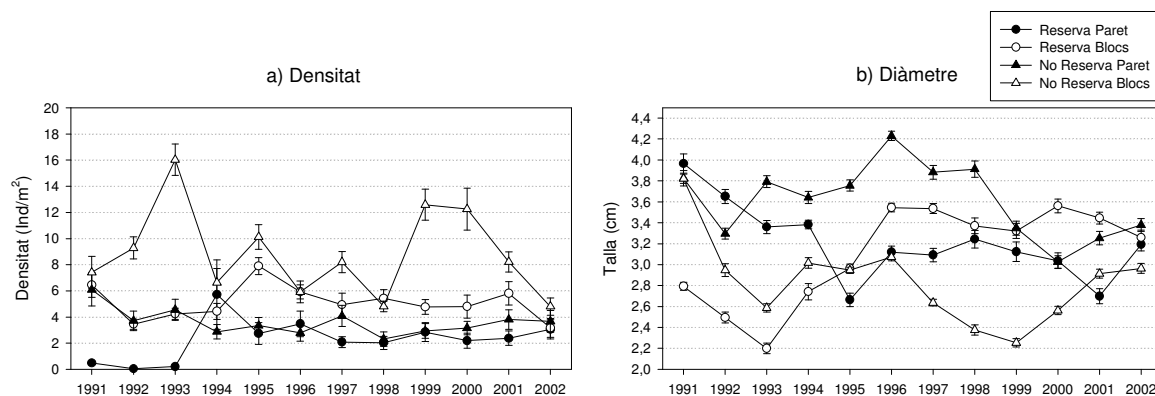 Reserva Paret
Reserva Blocs
No Reserva Paret
No Reserva Blocs
a) Densitat
b) Diàmetre
Densitat (Ind/m²)
20
18
16
14
12
10
8
6
4
2
0
1991 1992 1993 1994 1995 1996 1997 1998 1999 2000 2001 2002
Talla (cm)
4,4
4,2
4,0
3,8
3,6
3,4
3,2
3,0
2,8
2,6
2,4
2,2
2,0
1991 1992 1993 1994 1995 1996 1997 1998 1999 2000 2001 2002